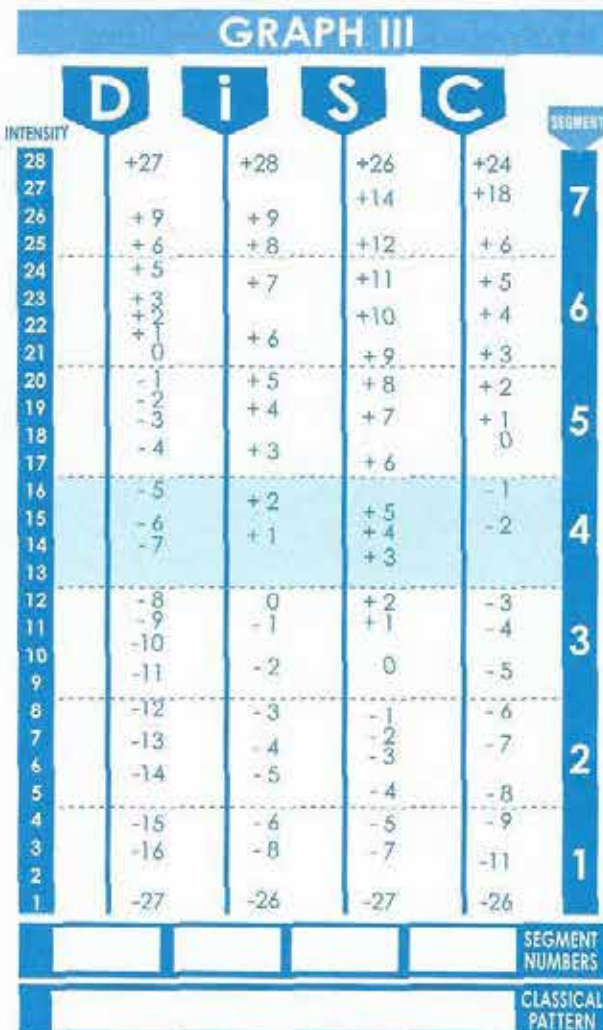 GRAPH III
D i S C
INTENSITY SEGMENT
28 +27 +28 +26 +24
27 +14 +18 7
26 + 9 + 9
25 + 6 + 8 +12 + 6
24 + 5 + 7 +11 + 5
23 + 3 6
+ 2 +10 + 4
22 + 1 + 6
21 0 + 9 + 3
20 - 1 + 5 + 8 + 2
- 2
19 - 3 + 4 + 7 + 1 5
18 - 4 + 3 0
17 + 6
16 - 5 + 2 - 1
15 - 6 + 5 - 2 4
14 - 7 + 1 + 4
13 + 3
12 - 8 0 + 2 - 3
11 - 9 - 1 + 1 - 4
-10 3
10 -11 - 2 0 - 5
9
8 -12 - 3 - 1 - 6
7 -13 - 4 - 2 - 7
- 3 2
6 -14 - 5
5 - 4 - 8
4 -15 - 6 - 5 - 9
3 -16 - 8 - 7 -11
2 1
1 -27 -26 -27 -26
SEGMENT
NUMBERS
CLASSICAL
PATTERN